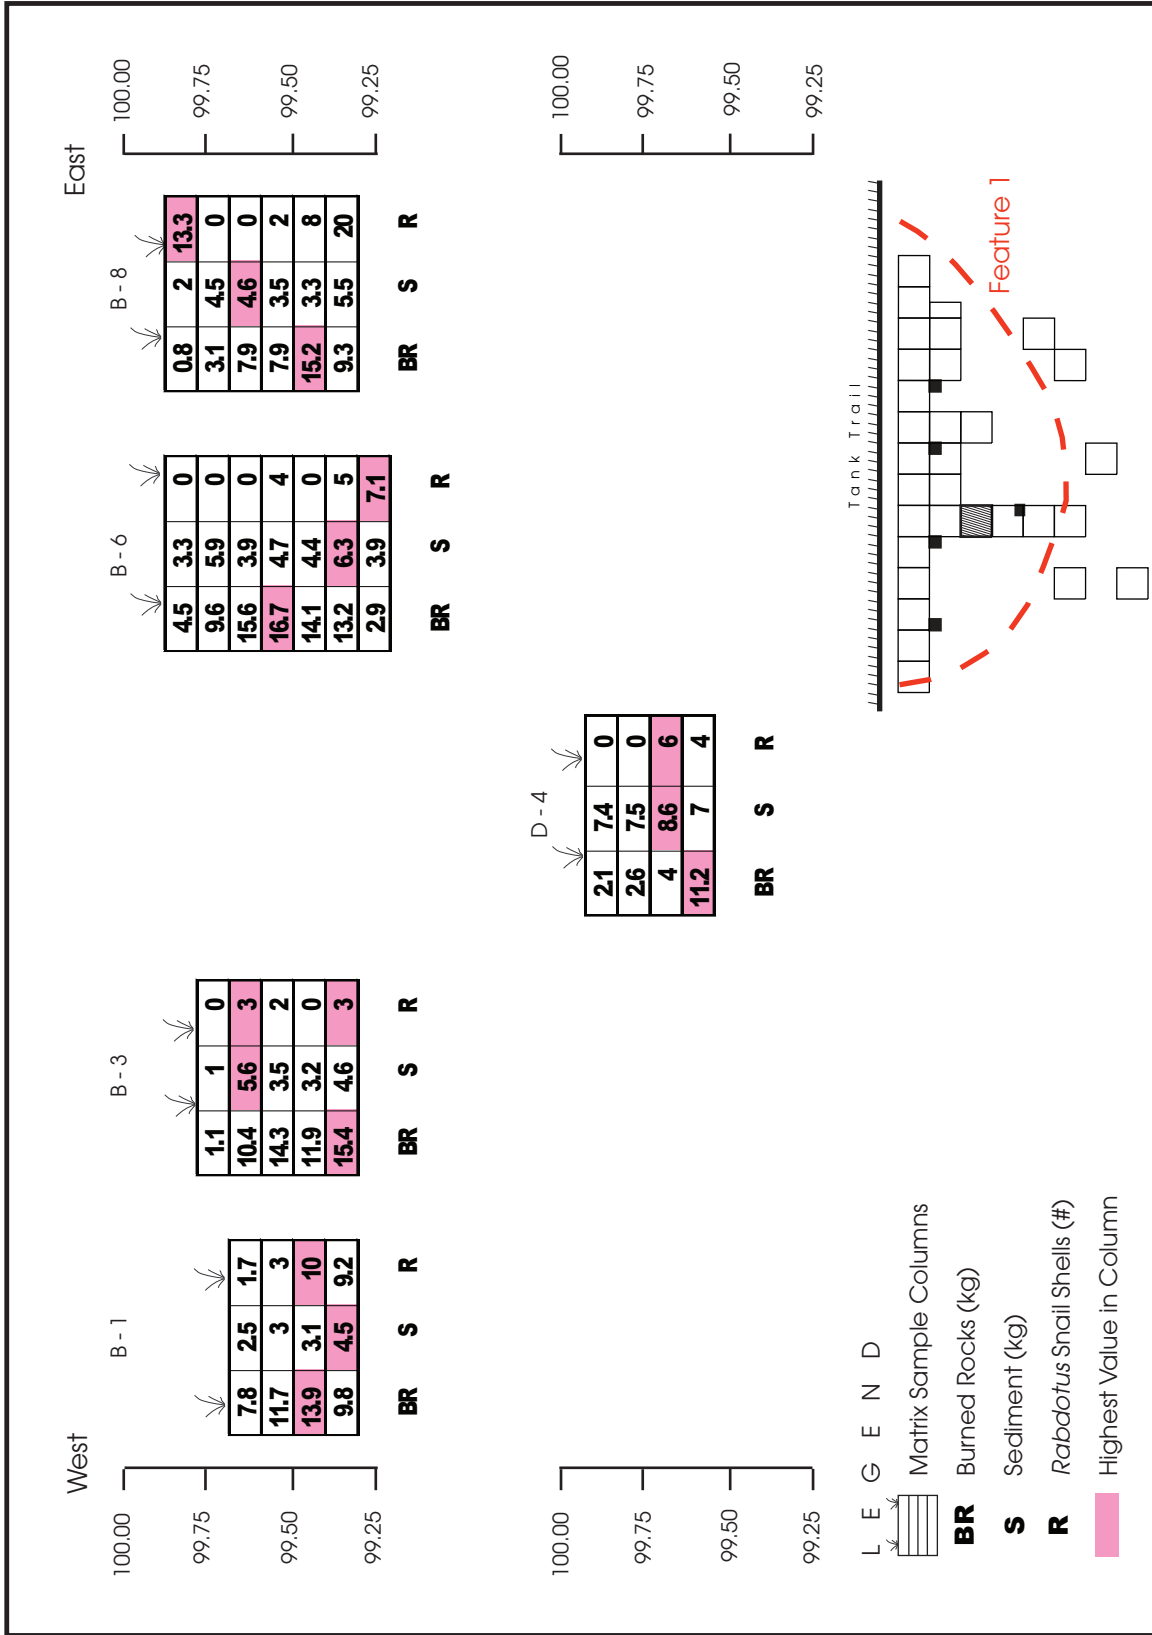 West
East
100.00
99.75
99.50
99.25
B - 1
7.8 2.5 1.7
11.7 3 3
13.9 3.1 10
9.8 4.5 9.2
BR S R
B - 3
1.1 1 0
10.4 5.6 3
14.3 3.5 2
11.9 3.2 0
15.4 4.6 3
BR S R
B - 6
4.5 3.3 0
9.6 5.9 0
15.6 3.9 0
16.7 4.7 4
14.1 4.4 0
13.2 6.3 5
2.9 3.9 7.1
BR S R
B - 8
0.8 2 13.3
3.1 4.5 0
7.9 4.6 0
7.9 3.5 2
15.2 3.3 8
9.3 5.5 20
BR S R
100.00
99.75
99.50
99.25
100.00
99.75
99.50
99.25
D - 4
2.1 7.4 0
2.6 7.5 0
4 8.6 6
11.2 7 4
BR S R
100.00
99.75
99.50
99.25
LEGEND
Matrix Sample Columns
BR Burned Rocks (kg)
S Sediment (kg)
R Rabdotus Snail Shells (#)
Highest Value in Column
Tank Trail
Feature 1